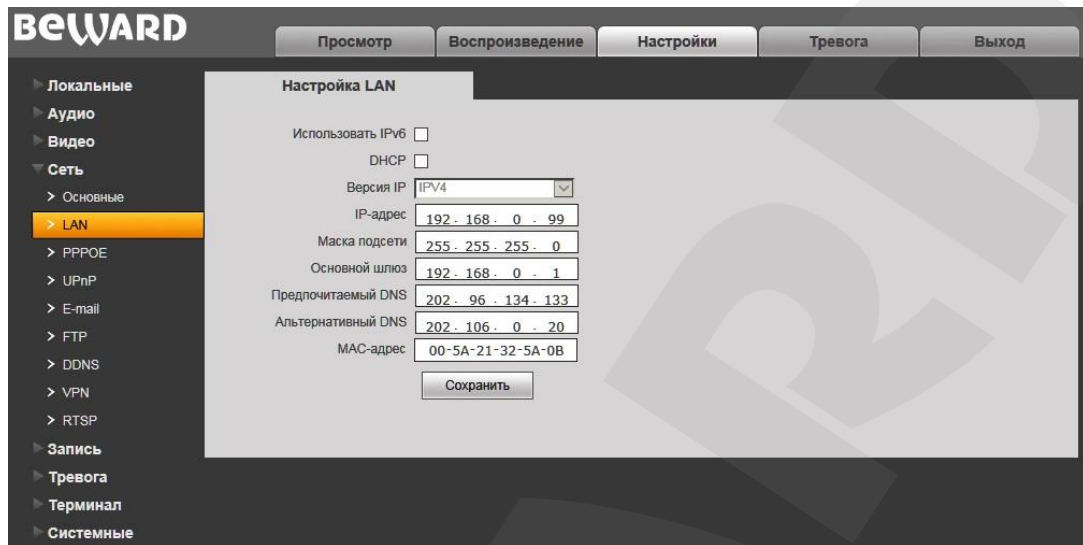 BEWARD
Просмотр Воспроизведение Настройки Тревога Выход
Локальные
Аудио
Видео
Сеть
Основные
LAN
PPPOE
UPnP
E-mail
FTP
DDNS
VPN
RTSP
Запись
Тревога
Терминал
Системные
Настройка LAN
Использовать IPv6
DHCP
Версия IP IPV4
IP-адрес 192. 168. 0 . 99
Маска подсети 255. 255. 255. 0
Основной шлюз 192. 168. 0 . 1
Предпочитаемый DNS 202. 96 . 134. 133
Альтернативный DNS 202. 106. 0 . 20
MAC-адрес 00-5A-21-32-5A-0B
Сохранить